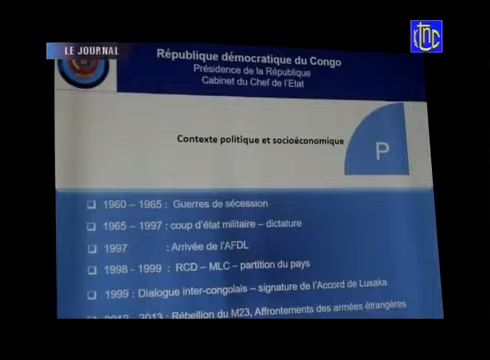 LE JOURNAL
RTNC
République démocratique du Congo
Présidence de la République
Cabinet du Chef de l'Etat
Contexte politique et socioéconomique
P
❑ 1960 – 1965 : Guerres de sécession
❑ 1965 – 1997 : coup d'état militaire – dictature
❑ 1997 : Arrivée de l'AFDL
❑ 1998 - 1999 : RCD – MLC – partition du pays
❑ 1999 : Dialogue inter-congolais – signature de l'Accord de Lusaka
❑ 2012 - 2013 : Rébellion du M23, Affrontements des armées étrangères